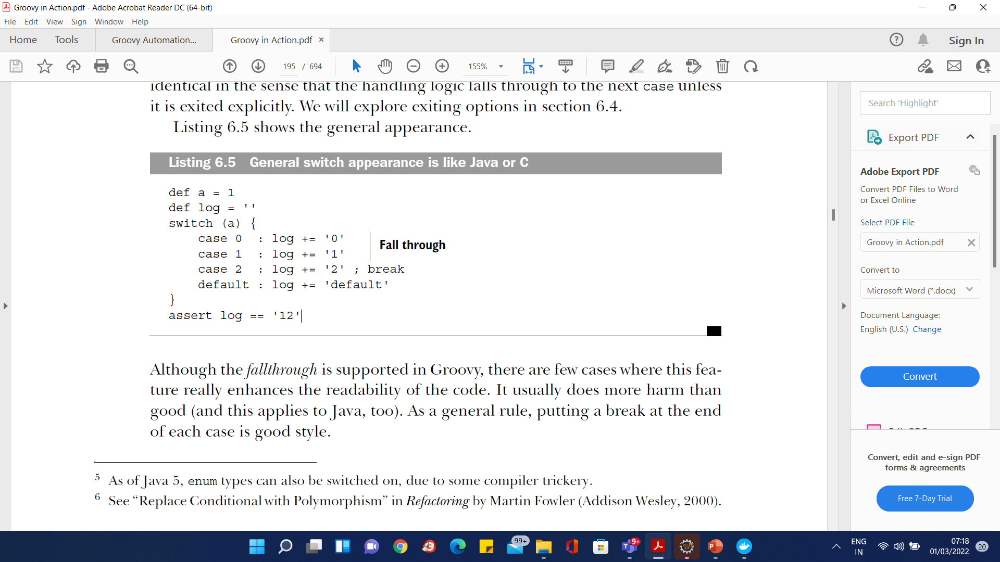 Groovy in Action.pdf - Adobe Acrobat Reader DC (64-bit)
File Edit View Sign Window Help
Home Tools Groovy Automation... Groovy in Action.pdf × Sign In
195 / 694 155%
identical in the sense that the handling logic falls through to the next case unless
it is exited explicitly. We will explore exiting options in section 6.4.
Listing 6.5 shows the general appearance.
Listing 6.5 General switch appearance is like Java or C
def a = 1
def log = ''
switch (a) {
case 0 : log += '0'
Fall through
case 1 : log += '1'
case 2 : log += '2' ; break
default : log += 'default'
}
assert log == '12'
Although the fallthrough is supported in Groovy, there are few cases where this fea-
ture really enhances the readability of the code. It usually does more harm than
good (and this applies to Java, too). As a general rule, putting a break at the end
of each case is good style.
5 As of Java 5, enum types can also be switched on, due to some compiler trickery.
6 See “Replace Conditional with Polymorphism” in Refactoring by Martin Fowler (Addison Wesley, 2000).
Search 'Highlight'
Export PDF
Adobe Export PDF
Convert PDF Files to Word
or Excel Online
Select PDF File
Groovy in Action.pdf
Convert to
Microsoft Word (*.docx)
Document Language:
English (U.S.) Change
Convert
Convert, edit and e-sign PDF
forms & agreements
Free 7-Day Trial
99+
9+
ENG
IN
07:18
01/03/2022
20